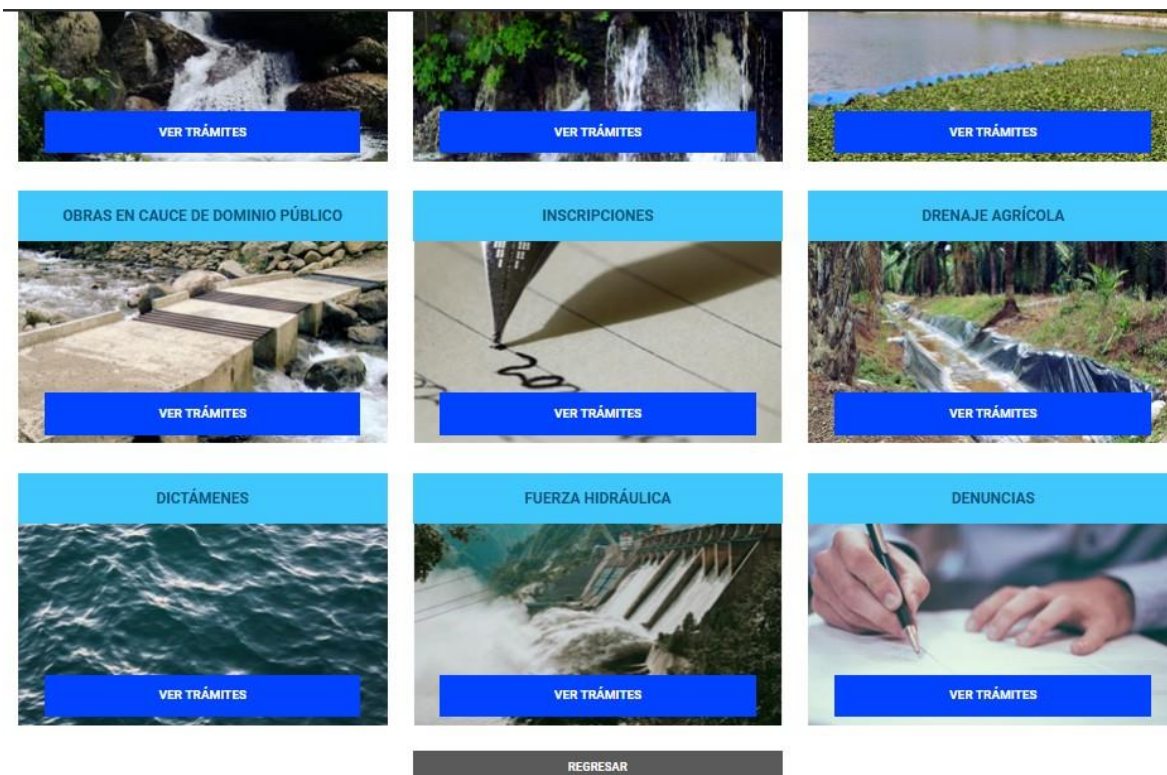 VER TRÁMITES
VER TRÁMITES
VER TRÁMITES
OBRAS EN CAUCE DE DOMINIO PÚBLICO
INSCRIPCIONES
DRENAJE AGRÍCOLA
VER TRÁMITES
VER TRÁMITES
VER TRÁMITES
DICTÁMENES
FUERZA HIDRÁULICA
DENUNCIAS
VER TRÁMITES
VER TRÁMITES
VER TRÁMITES
REGRESAR